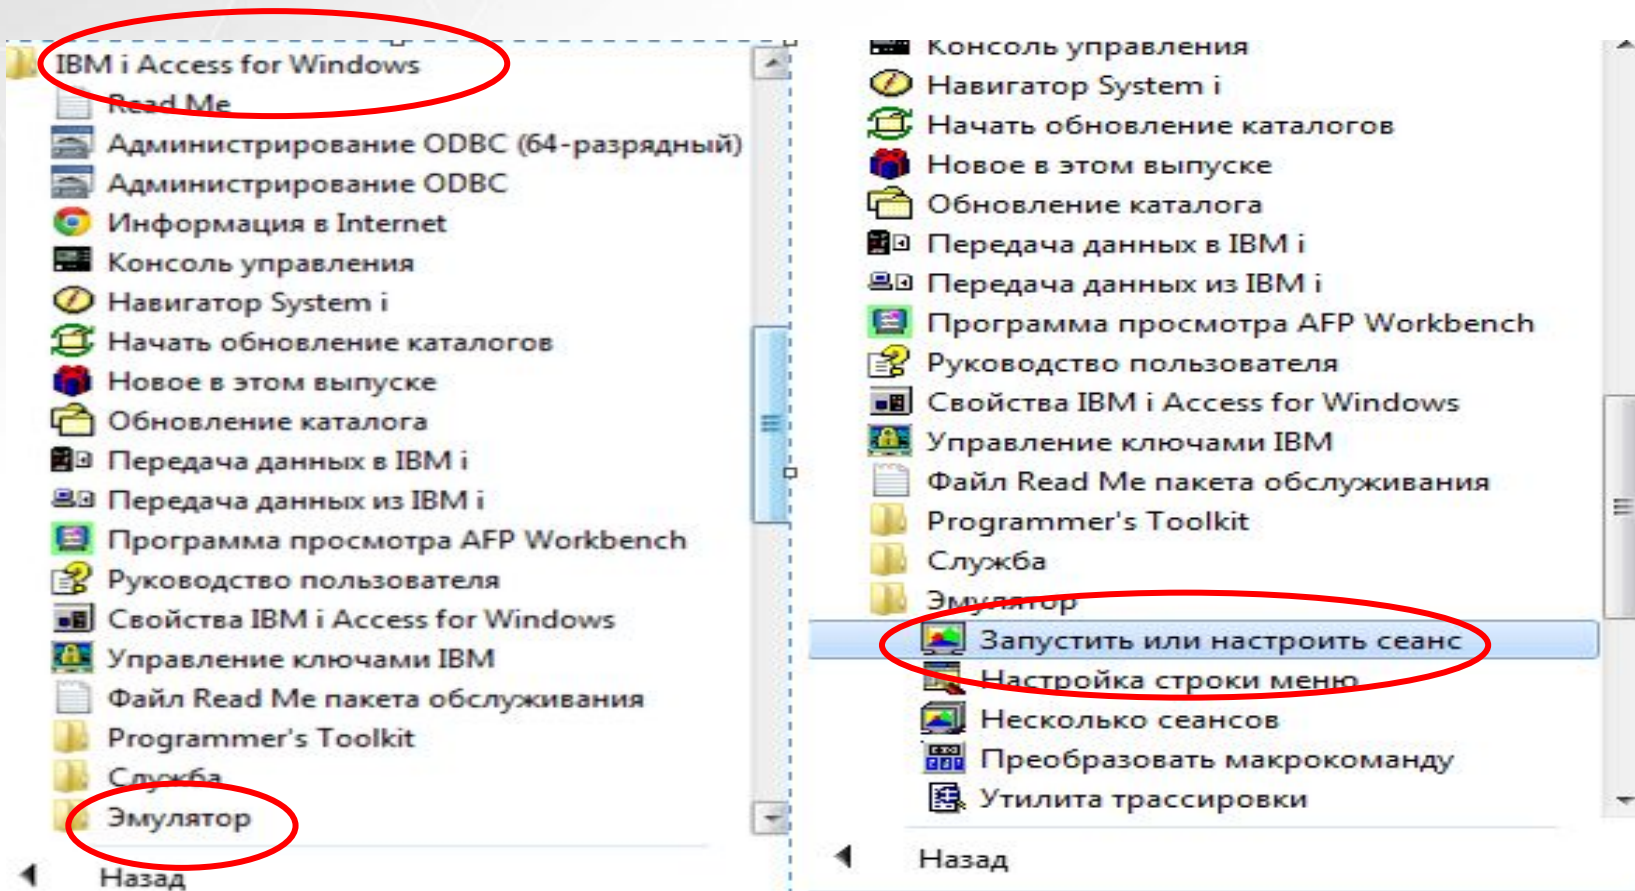 IBM i Access for Windows
Read Me
Администрирование ODBC (64-разрядный)
Администрирование ODBC
Информация в Internet
Консоль управления
Навигатор System i
Начать обновление каталогов
Новое в этом выпуске
Обновление каталога
Передача данных в IBM i
Передача данных из IBM i
Программа просмотра AFP Workbench
Руководство пользователя
Свойства IBM i Access for Windows
Управление ключами IBM
Файл Read Me пакета обслуживания
Programmer's Toolkit
Служба
Эмулятор
Назад
Консоль управления
Навигатор System i
Начать обновление каталогов
Новое в этом выпуске
Обновление каталога
Передача данных в IBM i
Передача данных из IBM i
Программа просмотра AFP Workbench
Руководство пользователя
Свойства IBM i Access for Windows
Управление ключами IBM
Файл Read Me пакета обслуживания
Programmer's Toolkit
Служба
Эмулятор
Запустить или настроить сеанс
Настройка строки меню
Несколько сеансов
Преобразовать макрокоманду
Утилита трассировки
Назад